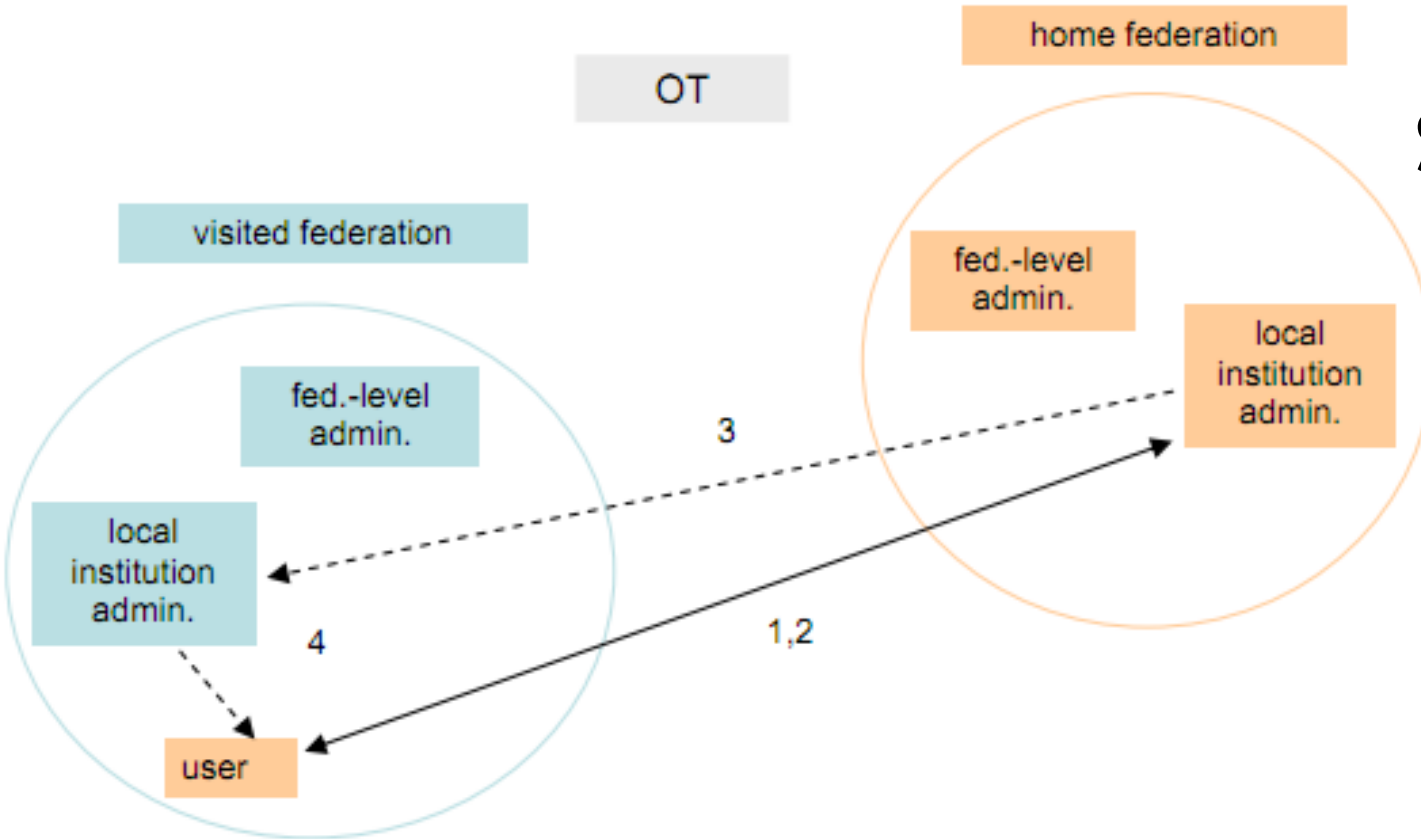 home federation
OT
visited federation
fed.-level
admin.
local
institution
admin.
fed.-level
admin.
3
local
institution
admin.
4
1,2
user